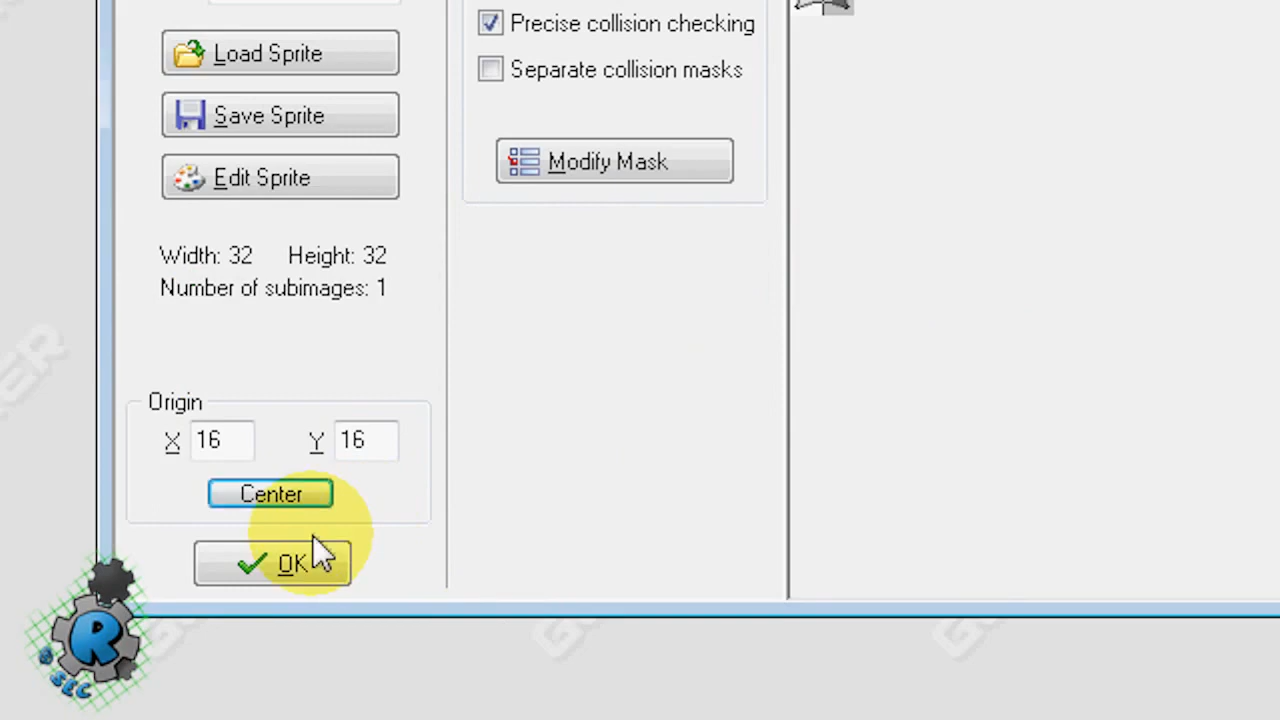 Precise collision checking
Load Sprite
Separate collision masks
Save Sprite
Modify Mask
Edit Sprite
Width: 32 Height: 32
Number of subimages: 1
Origin
X 16 Y 16
Center
OK
R
SEC